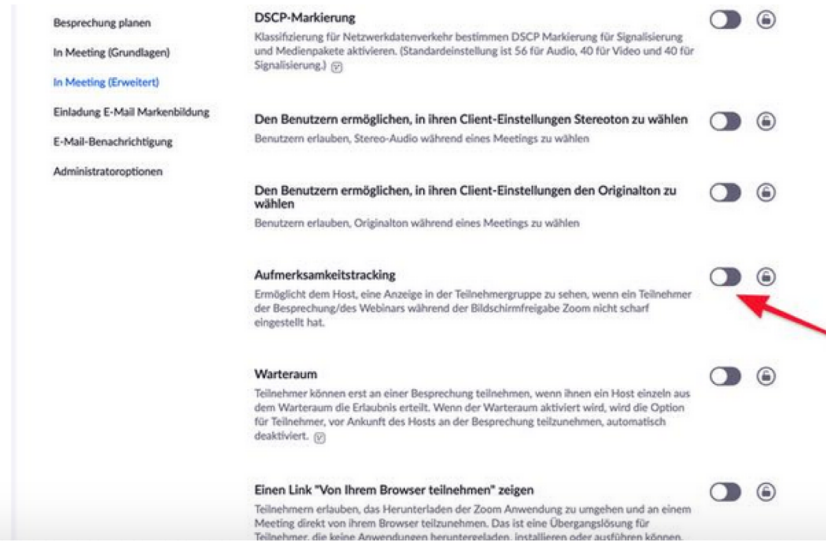 Besprechung planen
In Meeting (Grundlagen)
In Meeting (Erweitert)
Einladung E-Mail Markenbildung
E-Mail-Benachrichtigung
Administratoroptionen
DSCP-Markierung
Klassifizierung für Netzwerkdatenverkehr bestimmen DSCP Markierung für Signalisierung
und Medienpakete aktivieren. (Standardeinstellung ist 56 für Audio, 40 für Video und 40 für
Signalisierung.)
Den Benutzern ermöglichen, in ihren Client-Einstellungen Stereoton zu wählen
Benutzern erlauben, Stereo-Audio während eines Meetings zu wählen
Den Benutzern ermöglichen, in ihren Client-Einstellungen den Originalton zu
wählen
Benutzern erlauben, Originalton während eines Meetings zu wählen
Aufmerksamkeitstracking
Ermöglicht dem Host, eine Anzeige in der Teilnehmergruppe zu sehen, wenn ein Teilnehmer
der Besprechung/des Webinars während der Bildschirmfreigabe Zoom nicht scharf
eingestellt hat.
Warteraum
Teilnehmer können erst an einer Besprechung teilnehmen, wenn ihnen ein Host einzeln aus
dem Warteraum die Erlaubnis erteilt. Wenn der Warteraum aktiviert wird, wird die Option
für Teilnehmer, vor Ankunft des Hosts an der Besprechung teilzunehmen, automatisch
deaktiviert.
Einen Link "Von Ihrem Browser teilnehmen" zeigen
Teilnehmern erlauben, das Herunterladen der Zoom Anwendung zu umgehen und an einem
Meeting direkt von ihrem Browser teilzunehmen. Das ist eine Übergangslösung für
Teilnehmer, die keine Anwendungen herunterladen, installieren oder ausführen können.